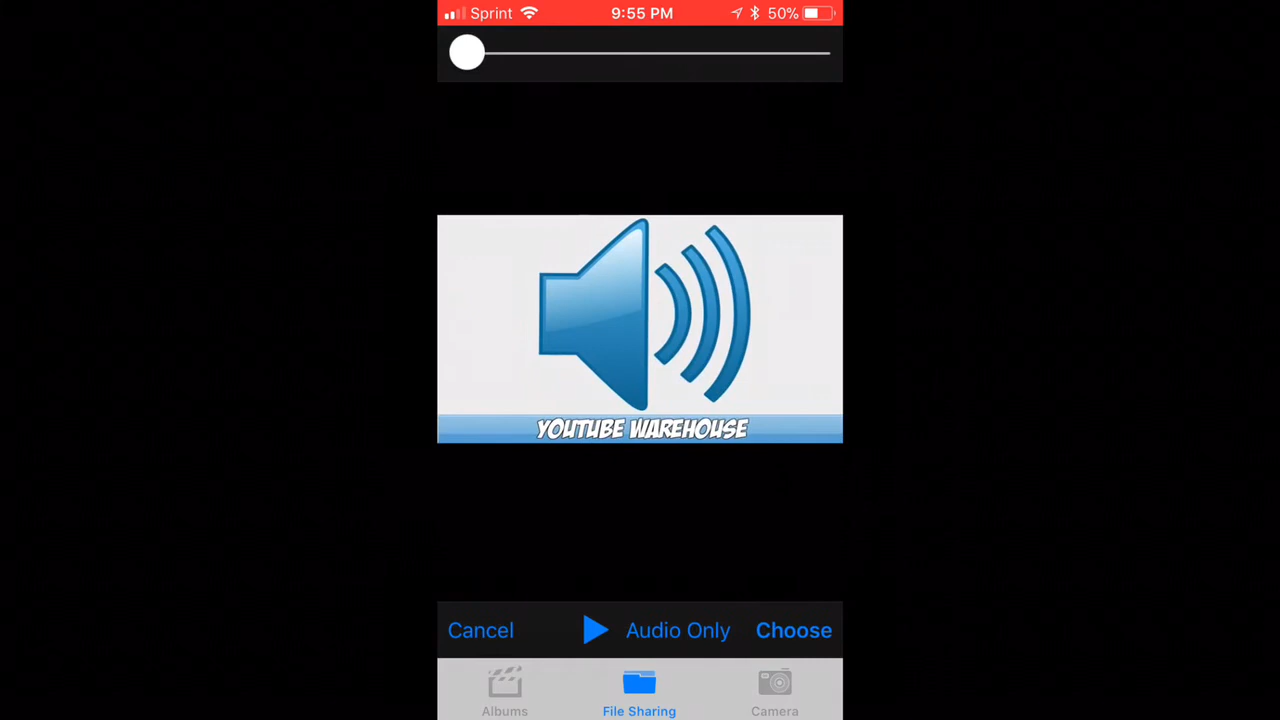 Sprint 9:55 PM 50%
YOUTUBE WAREHOUSE
Cancel Audio Only Choose
Albums File Sharing Camera